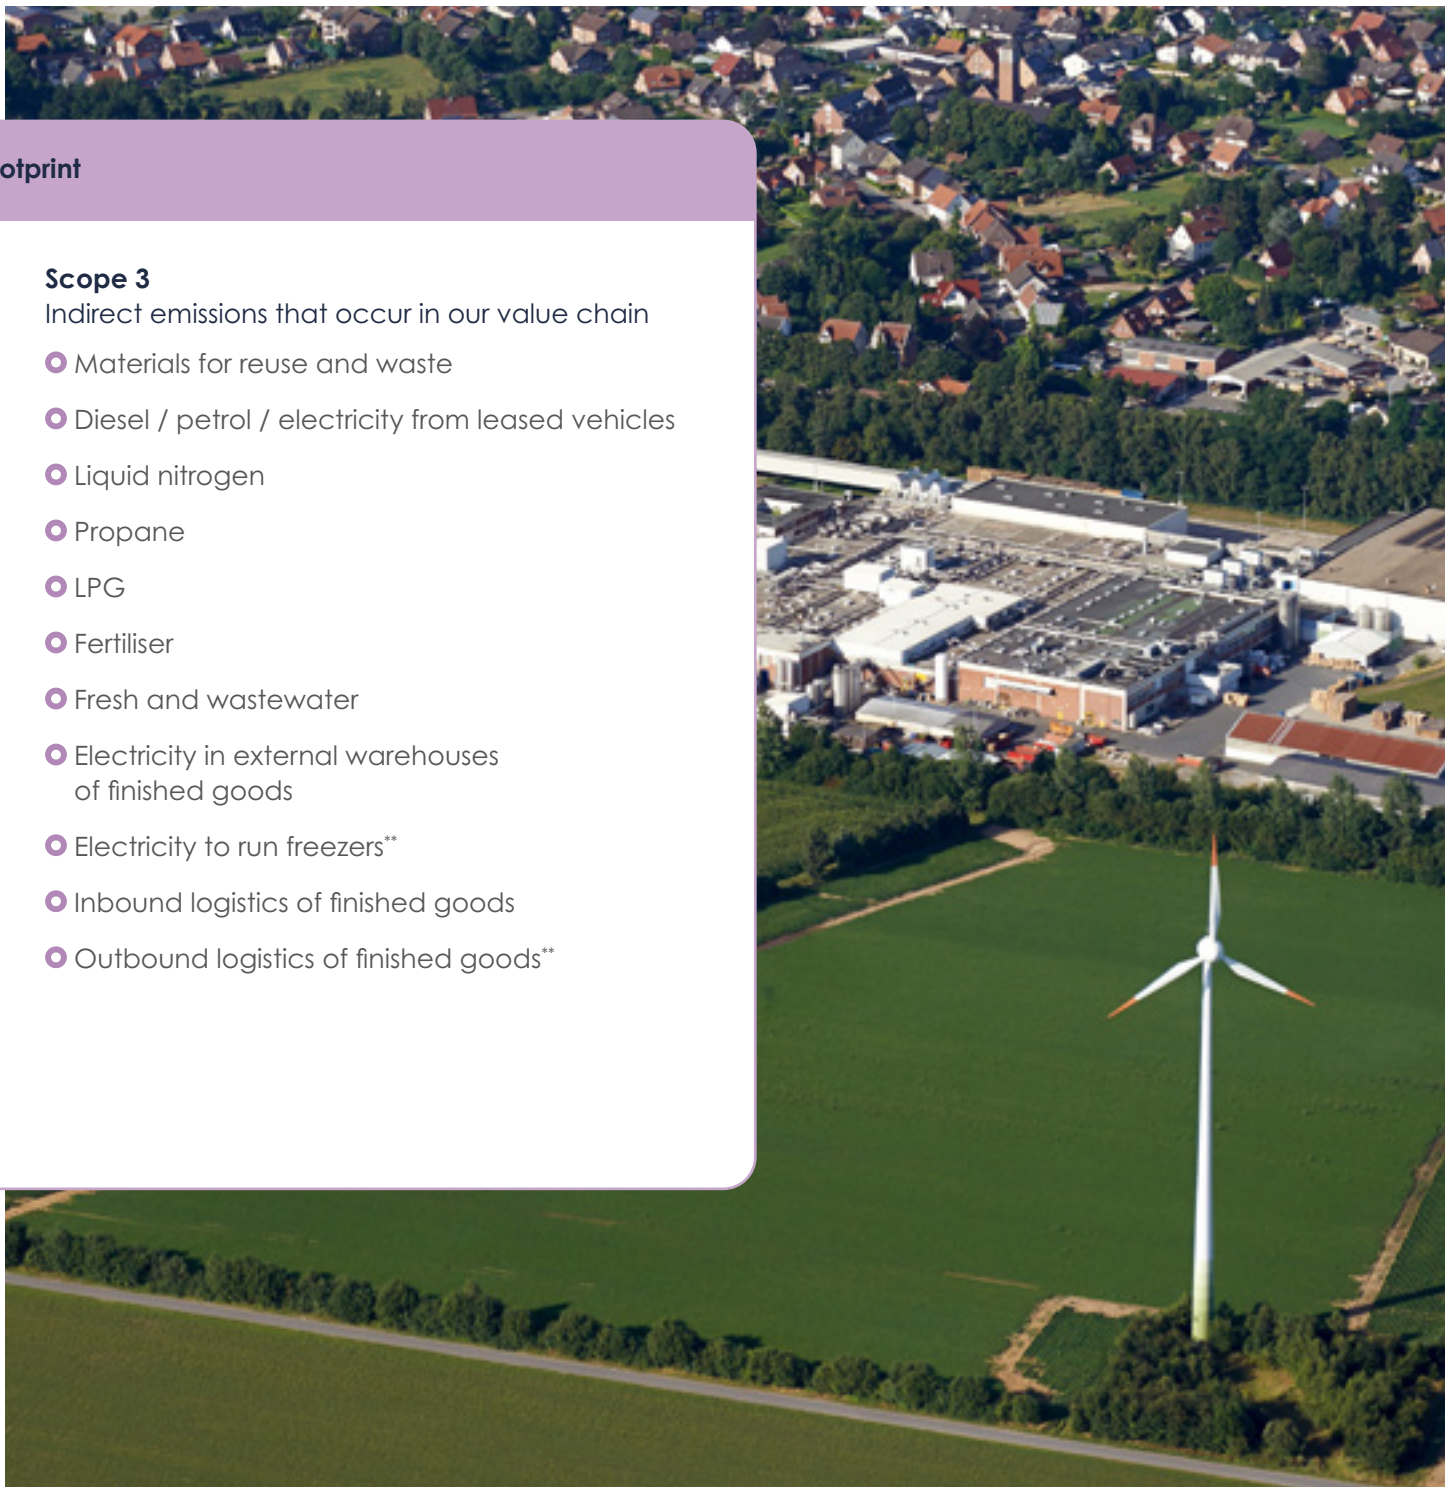 otprint
Scope 3
Indirect emissions that occur in our value chain
Materials for reuse and waste
Diesel / petrol / electricity from leased vehicles
Liquid nitrogen
Propane
LPG
Fertiliser
Fresh and wastewater
Electricity in external warehouses
of finished goods
Electricity to run freezers**
Inbound logistics of finished goods
Outbound logistics of finished goods**